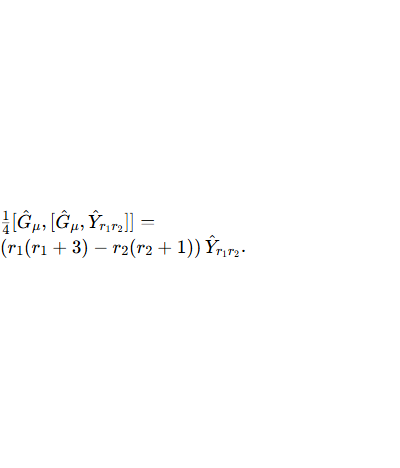 ¼[Ĝ_μ, [Ĝ_μ, Ŷ_{r₁r₂}]] =
(r₁(r₁ + 3) − r₂(r₂ + 1)) Ŷ_{r₁r₂}.